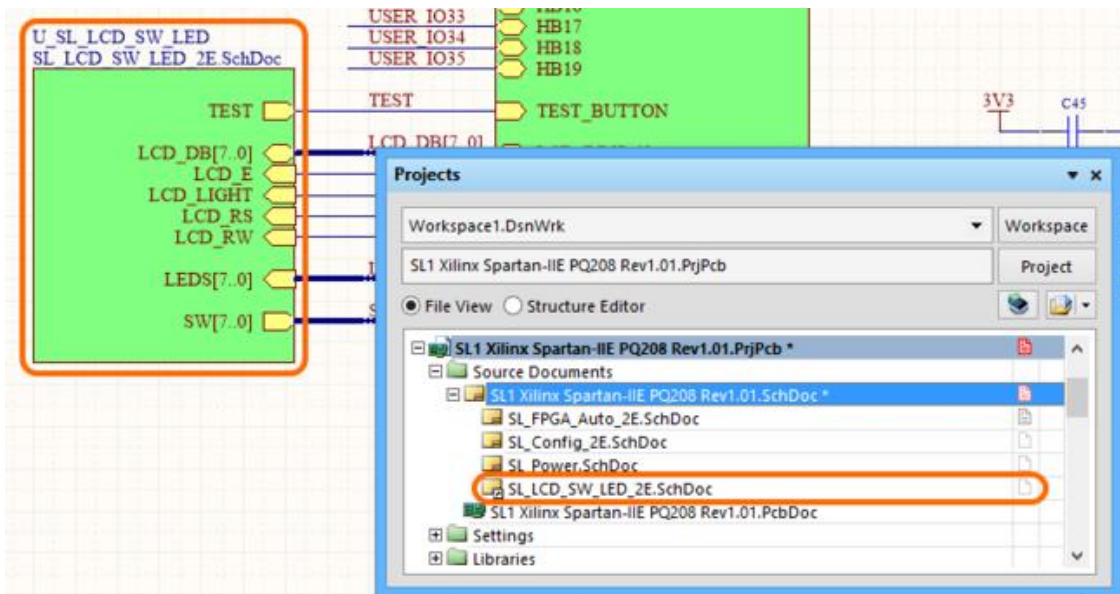 U_SL_LCD_SW_LED
SL_LCD_SW_LED_2E.SchDoc
TEST
LCD_DB[7..0]
LCD_E
LCD_LIGHT
LCD_RS
LCD_RW
LEDS[7..0]
SW[7..0]
USER_IO33
USER_IO34
USER_IO35
TEST
LCD_DB[7..0]
HB17
HB18
HB19
TEST_BUTTON
3V3
C45
Projects
Workspace1.DsnWrk
Workspace
SL1 Xilinx Spartan-IIE PQ208 Rev1.01.PrjPcb
Project
File View
Structure Editor
SL1 Xilinx Spartan-IIE PQ208 Rev1.01.PrjPcb *
Source Documents
SL1 Xilinx Spartan-IIE PQ208 Rev1.01.SchDoc *
SL_FPGA_Auto_2E.SchDoc
SL_Config_2E.SchDoc
SL_Power.SchDoc
SL_LCD_SW_LED_2E.SchDoc
SL1 Xilinx Spartan-IIE PQ208 Rev1.01.PcbDoc
Settings
Libraries